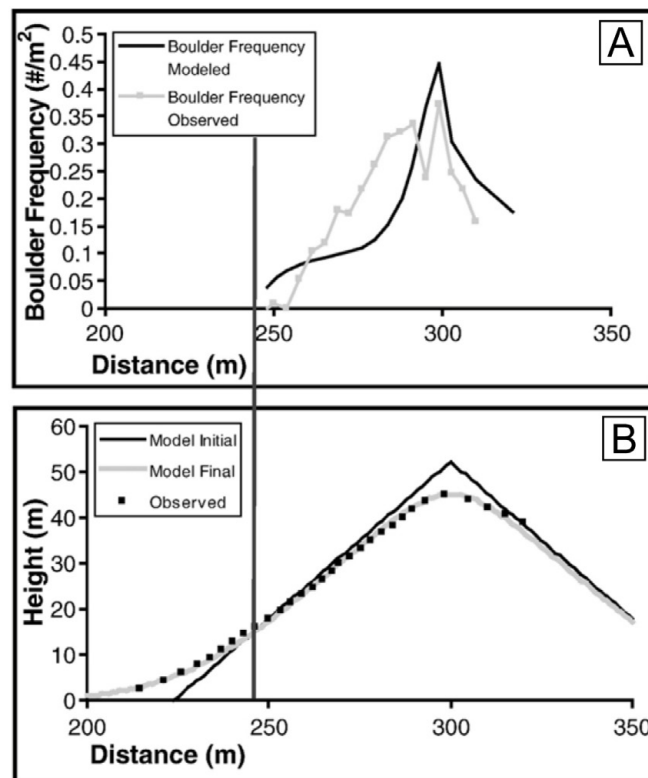 A
Boulder Frequency (#/m²)
0.5
0.45
0.4
0.35
0.3
0.25
0.2
0.15
0.1
0.05
0
Boulder Frequency
Modeled
Boulder Frequency
Observed
200 250 300 350
Distance (m)
B
Height (m)
60
50
40
30
20
10
0
Model Initial
Model Final
Observed
200 250 300 350
Distance (m)